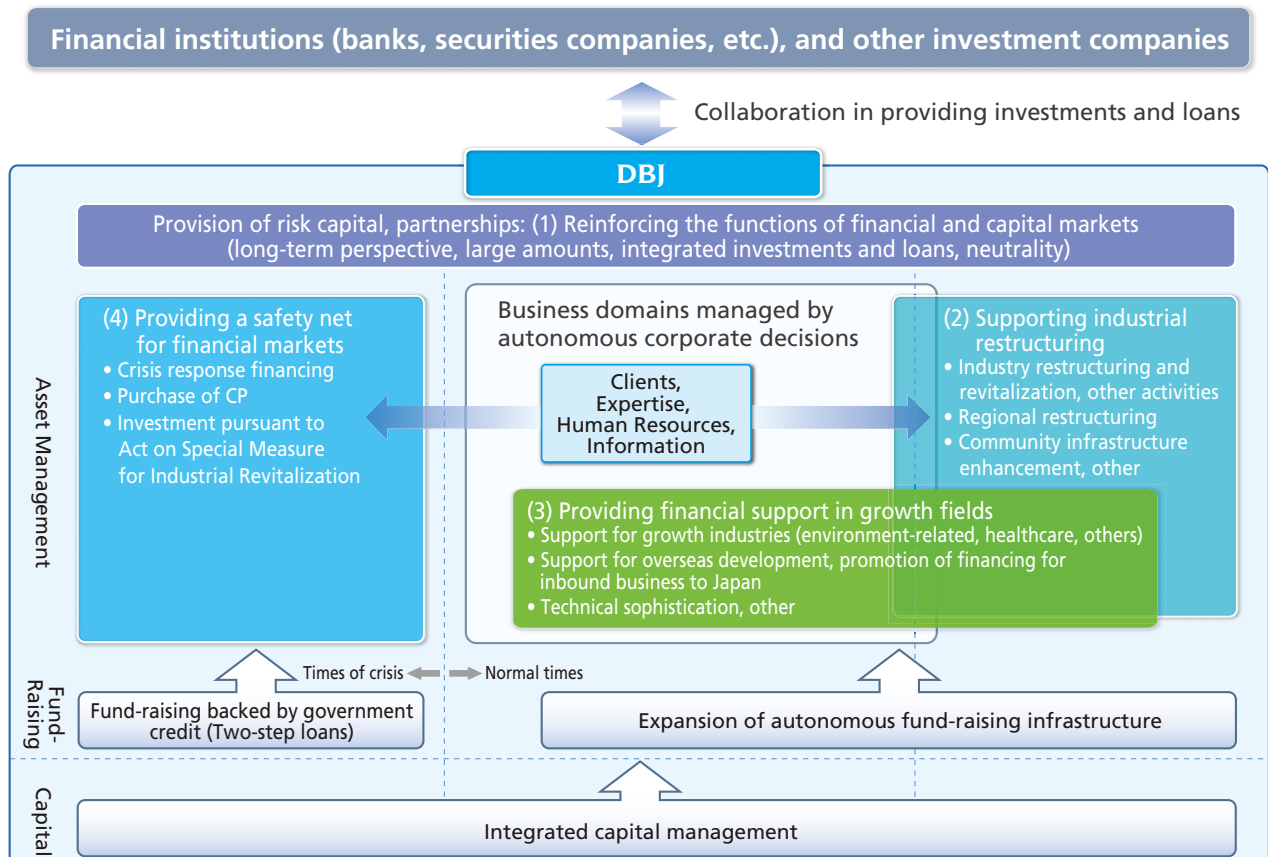 Financial institutions (banks, securities companies, etc.), and other investment companies
Collaboration in providing investments and loans
DBJ
Provision of risk capital, partnerships: (1) Reinforcing the functions of financial and capital markets
(long-term perspective, large amounts, integrated investments and loans, neutrality)
Asset Management
(4) Providing a safety net
for financial markets
• Crisis response financing
• Purchase of CP
• Investment pursuant to
Act on Special Measure
for Industrial Revitalization
Business domains managed by
autonomous corporate decisions
Clients,
Expertise,
Human Resources,
Information
(2) Supporting industrial
restructuring
• Industry restructuring and
revitalization, other activities
• Regional restructuring
• Community infrastructure
enhancement, other
(3) Providing financial support in growth fields
• Support for growth industries (environment-related, healthcare, others)
• Support for overseas development, promotion of financing for
inbound business to Japan
• Technical sophistication, other
Times of crisis
Normal times
Fund-
Raising
Fund-raising backed by government
credit (Two-step loans)
Expansion of autonomous fund-raising infrastructure
Capital
Integrated capital management